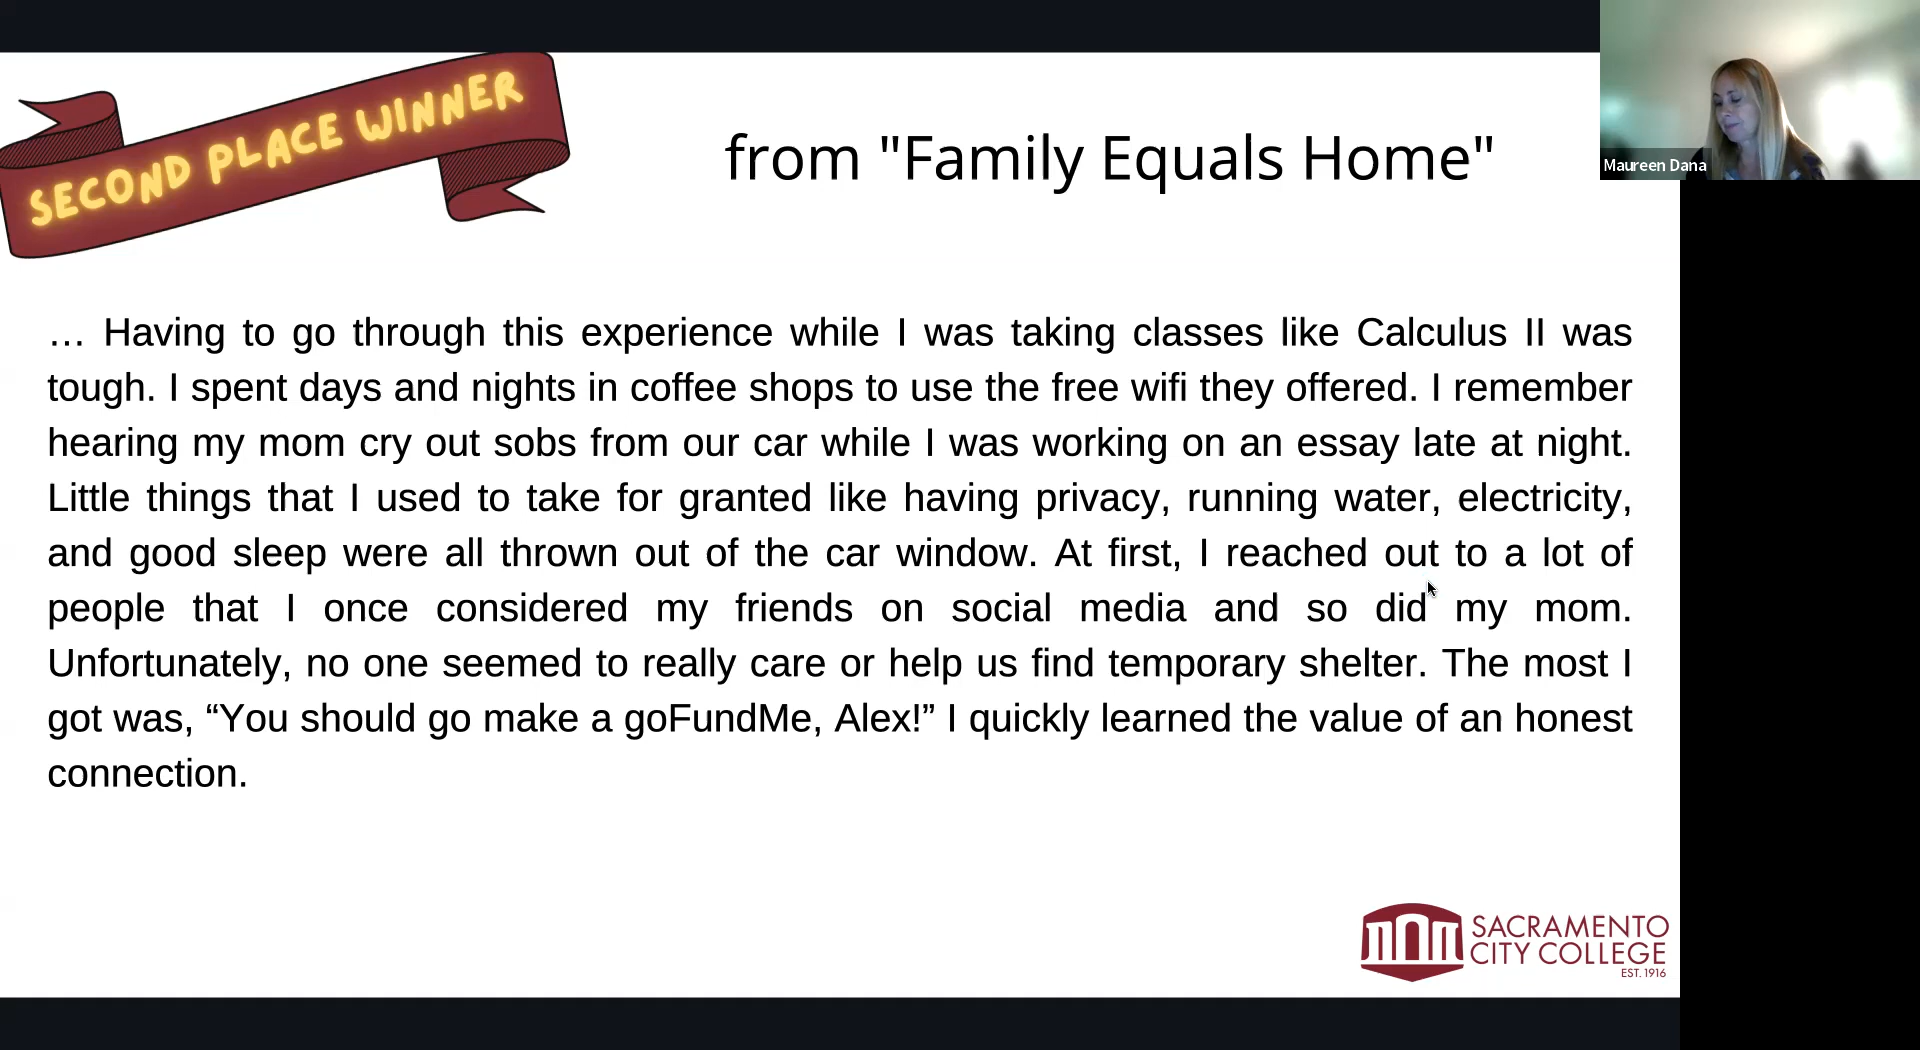 SECOND PLACE WINNER
from "Family Equals Home"
Maureen Dana
… Having to go through this experience while I was taking classes like Calculus II was
tough. I spent days and nights in coffee shops to use the free wifi they offered. I remember
hearing my mom cry out sobs from our car while I was working on an essay late at night.
Little things that I used to take for granted like having privacy, running water, electricity,
and good sleep were all thrown out of the car window. At first, I reached out to a lot of
people that I once considered my friends on social media and so did my mom.
Unfortunately, no one seemed to really care or help us find temporary shelter. The most I
got was, “You should go make a goFundMe, Alex!” I quickly learned the value of an honest
connection.
SACRAMENTO
CITY COLLEGE
EST. 1916